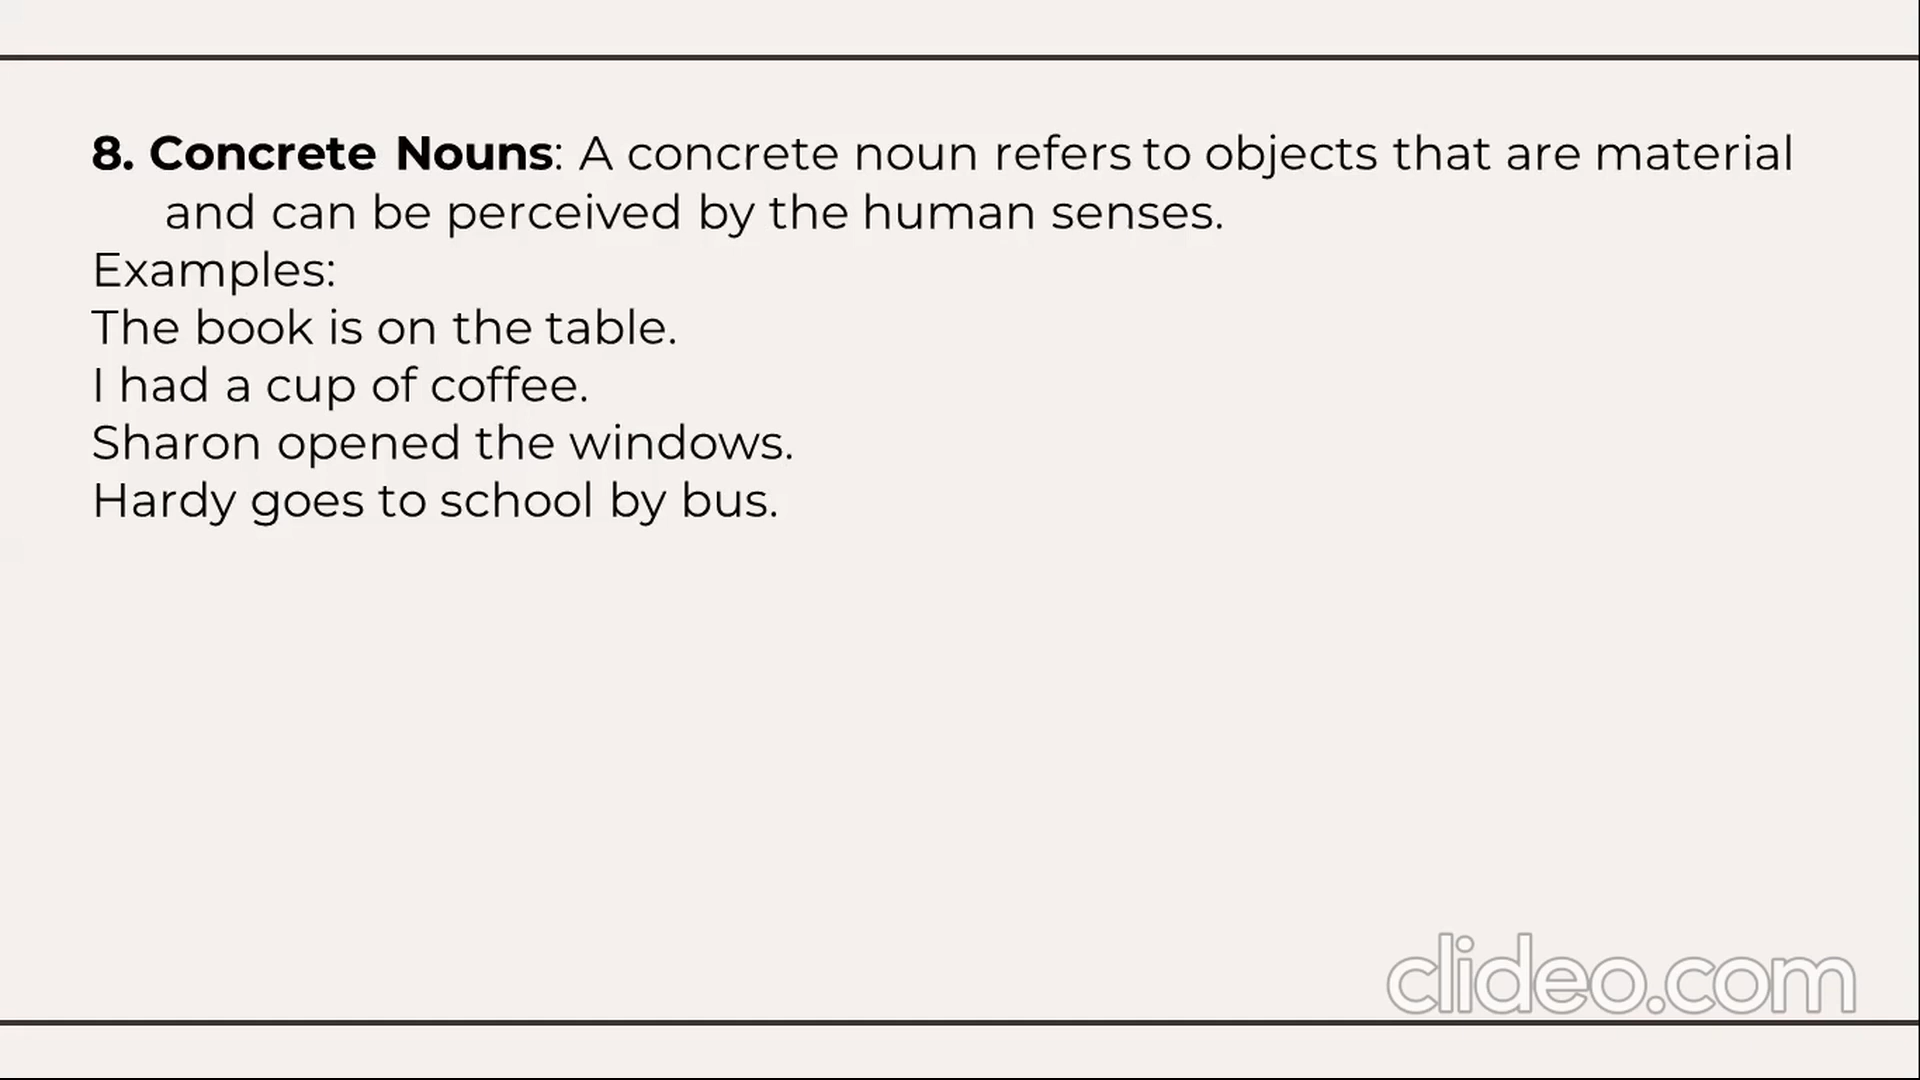 8. Concrete Nouns: A concrete noun refers to objects that are material
and can be perceived by the human senses.
Examples:
The book is on the table.
I had a cup of coffee.
Sharon opened the windows.
Hardy goes to school by bus.
clideo.com